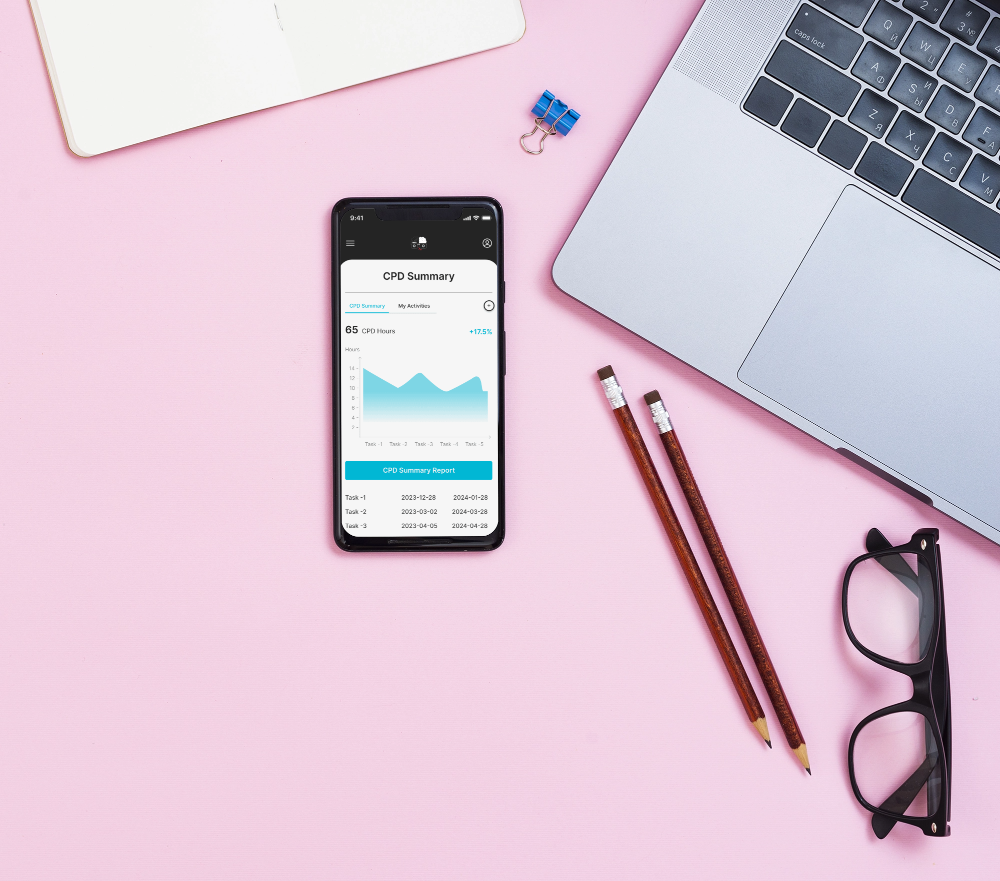 9:41
CPD Summary
CPD Summary My Activities
65 CPD Hours +17.5%
Hours
14
12
10
8
6
4
2
Task -1 Task -2 Task -3 Task -4 Task -5
CPD Summary Report
Task -1 2023-12-28 2024-01-28
Task -2 2023-03-02 2024-03-28
Task -3 2023-04-05 2024-04-28
2 " # 3 №
Q Й W Ц E У
caps lock A Ф S Ы D В F А
Z Я X Ч C С V М